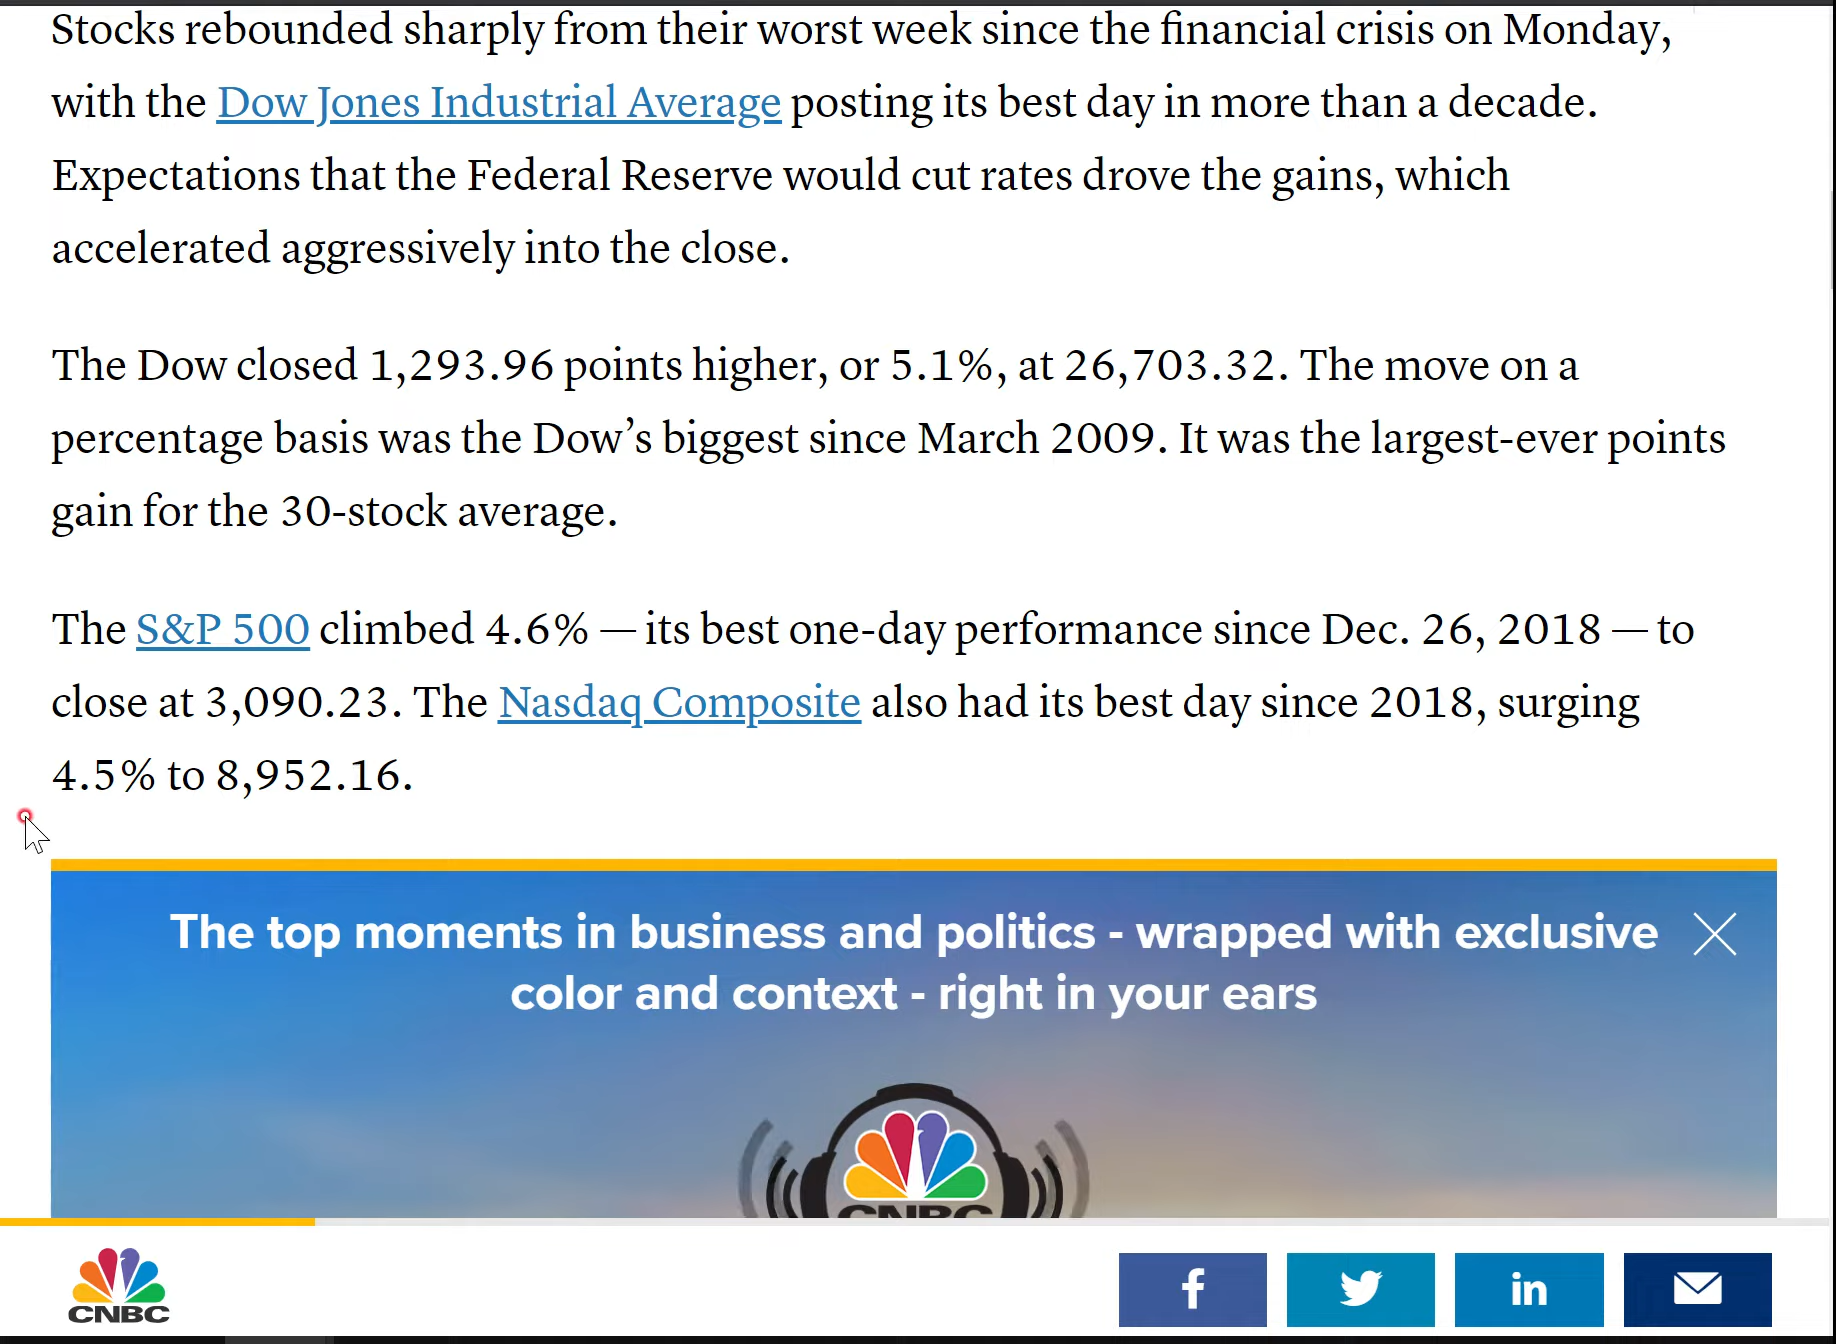 Stocks rebounded sharply from their worst week since the financial crisis on Monday,
with the Dow Jones Industrial Average posting its best day in more than a decade.
Expectations that the Federal Reserve would cut rates drove the gains, which
accelerated aggressively into the close.
The Dow closed 1,293.96 points higher, or 5.1%, at 26,703.32. The move on a
percentage basis was the Dow’s biggest since March 2009. It was the largest-ever points
gain for the 30-stock average.
The S&P 500 climbed 4.6% — its best one-day performance since Dec. 26, 2018 — to
close at 3,090.23. The Nasdaq Composite also had its best day since 2018, surging
4.5% to 8,952.16.
The top moments in business and politics - wrapped with exclusive
color and context - right in your ears
CNBC
CNBC
f
in